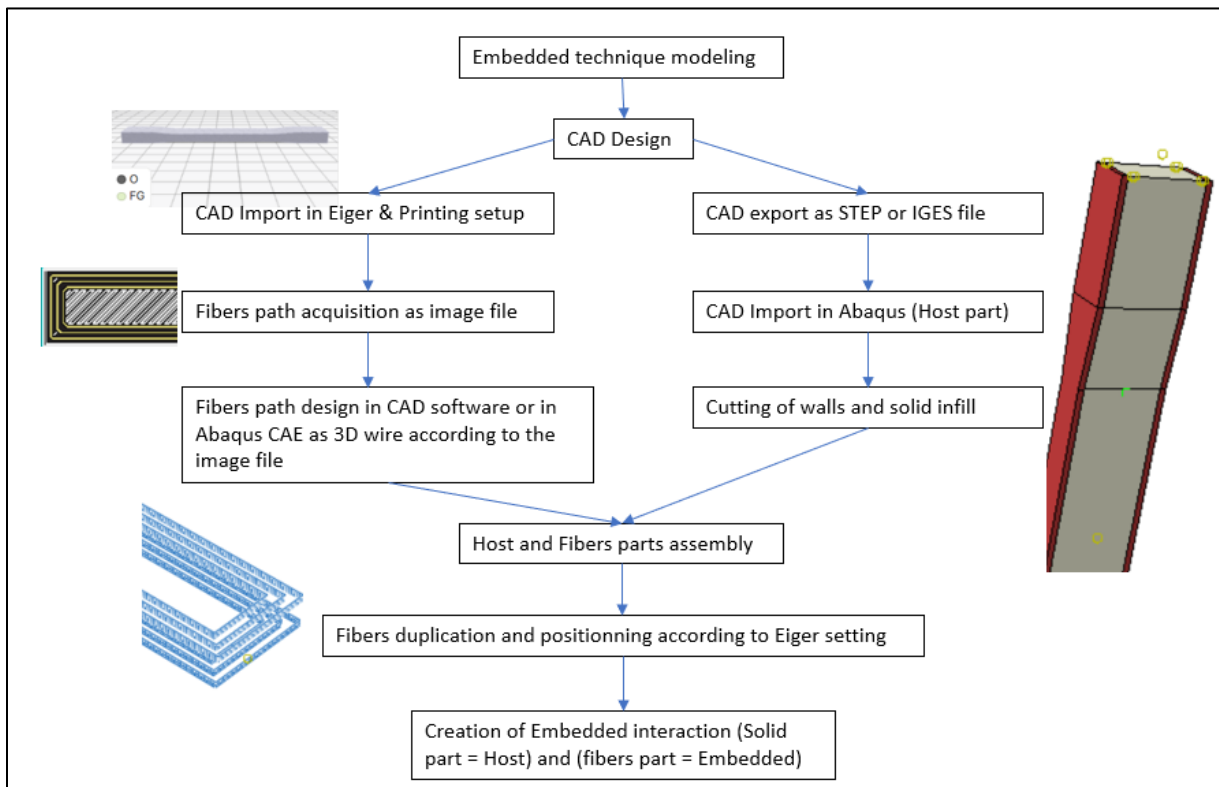 Embedded technique modeling
CAD Design
O
FG
CAD Import in Eiger & Printing setup
CAD export as STEP or IGES file
Fibers path acquisition as image file
CAD Import in Abaqus (Host part)
Fibers path design in CAD software or in
Abaqus CAE as 3D wire according to the
image file
Cutting of walls and solid infill
Host and Fibers parts assembly
Fibers duplication and positionning according to Eiger setting
Creation of Embedded interaction (Solid
part = Host) and (fibers part = Embedded)